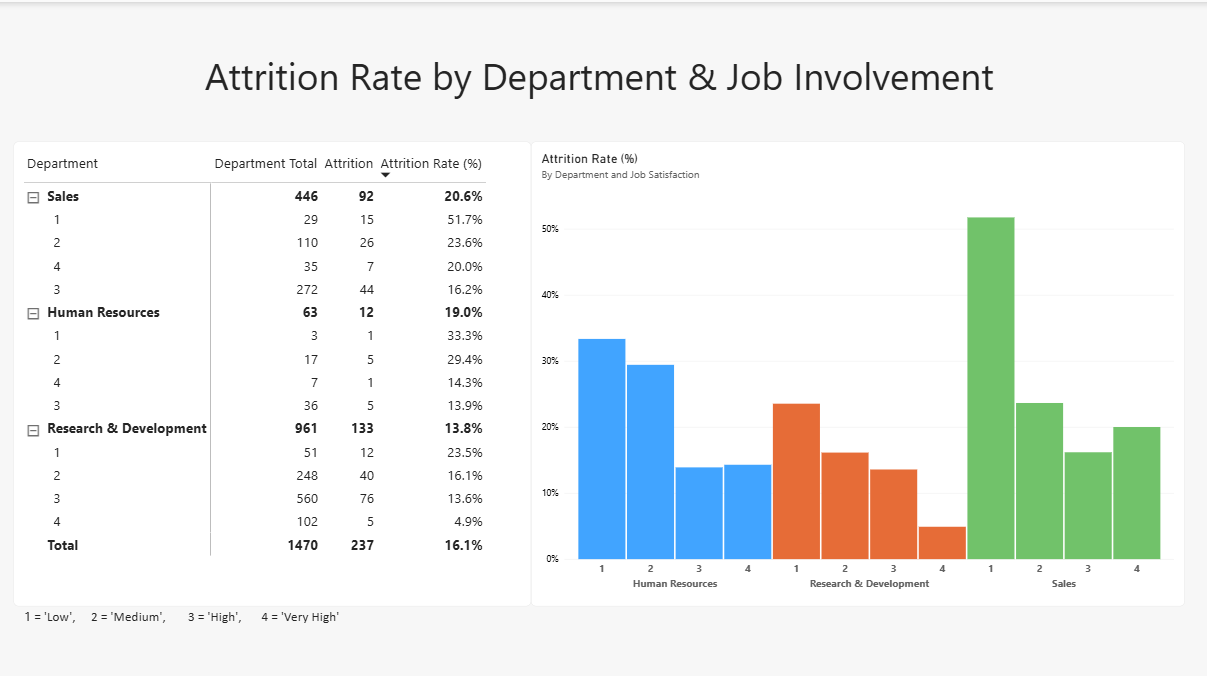 Attrition Rate by Department & Job Involvement
Department Department Total Attrition Attrition Rate (%)
Sales 446 92 20.6%
1 29 15 51.7%
2 110 26 23.6%
4 35 7 20.0%
3 272 44 16.2%
Human Resources 63 12 19.0%
1 3 1 33.3%
2 17 5 29.4%
4 7 1 14.3%
3 36 5 13.9%
Research & Development 961 133 13.8%
1 51 12 23.5%
2 248 40 16.1%
3 560 76 13.6%
4 102 5 4.9%
Total 1470 237 16.1%
Attrition Rate (%)
By Department and Job Satisfaction
50%
40%
30%
20%
10%
0%
1 2 3 4 1 2 3 4 1 2 3 4
Human Resources Research & Development Sales
1 = 'Low', 2 = 'Medium', 3 = 'High', 4 = 'Very High'